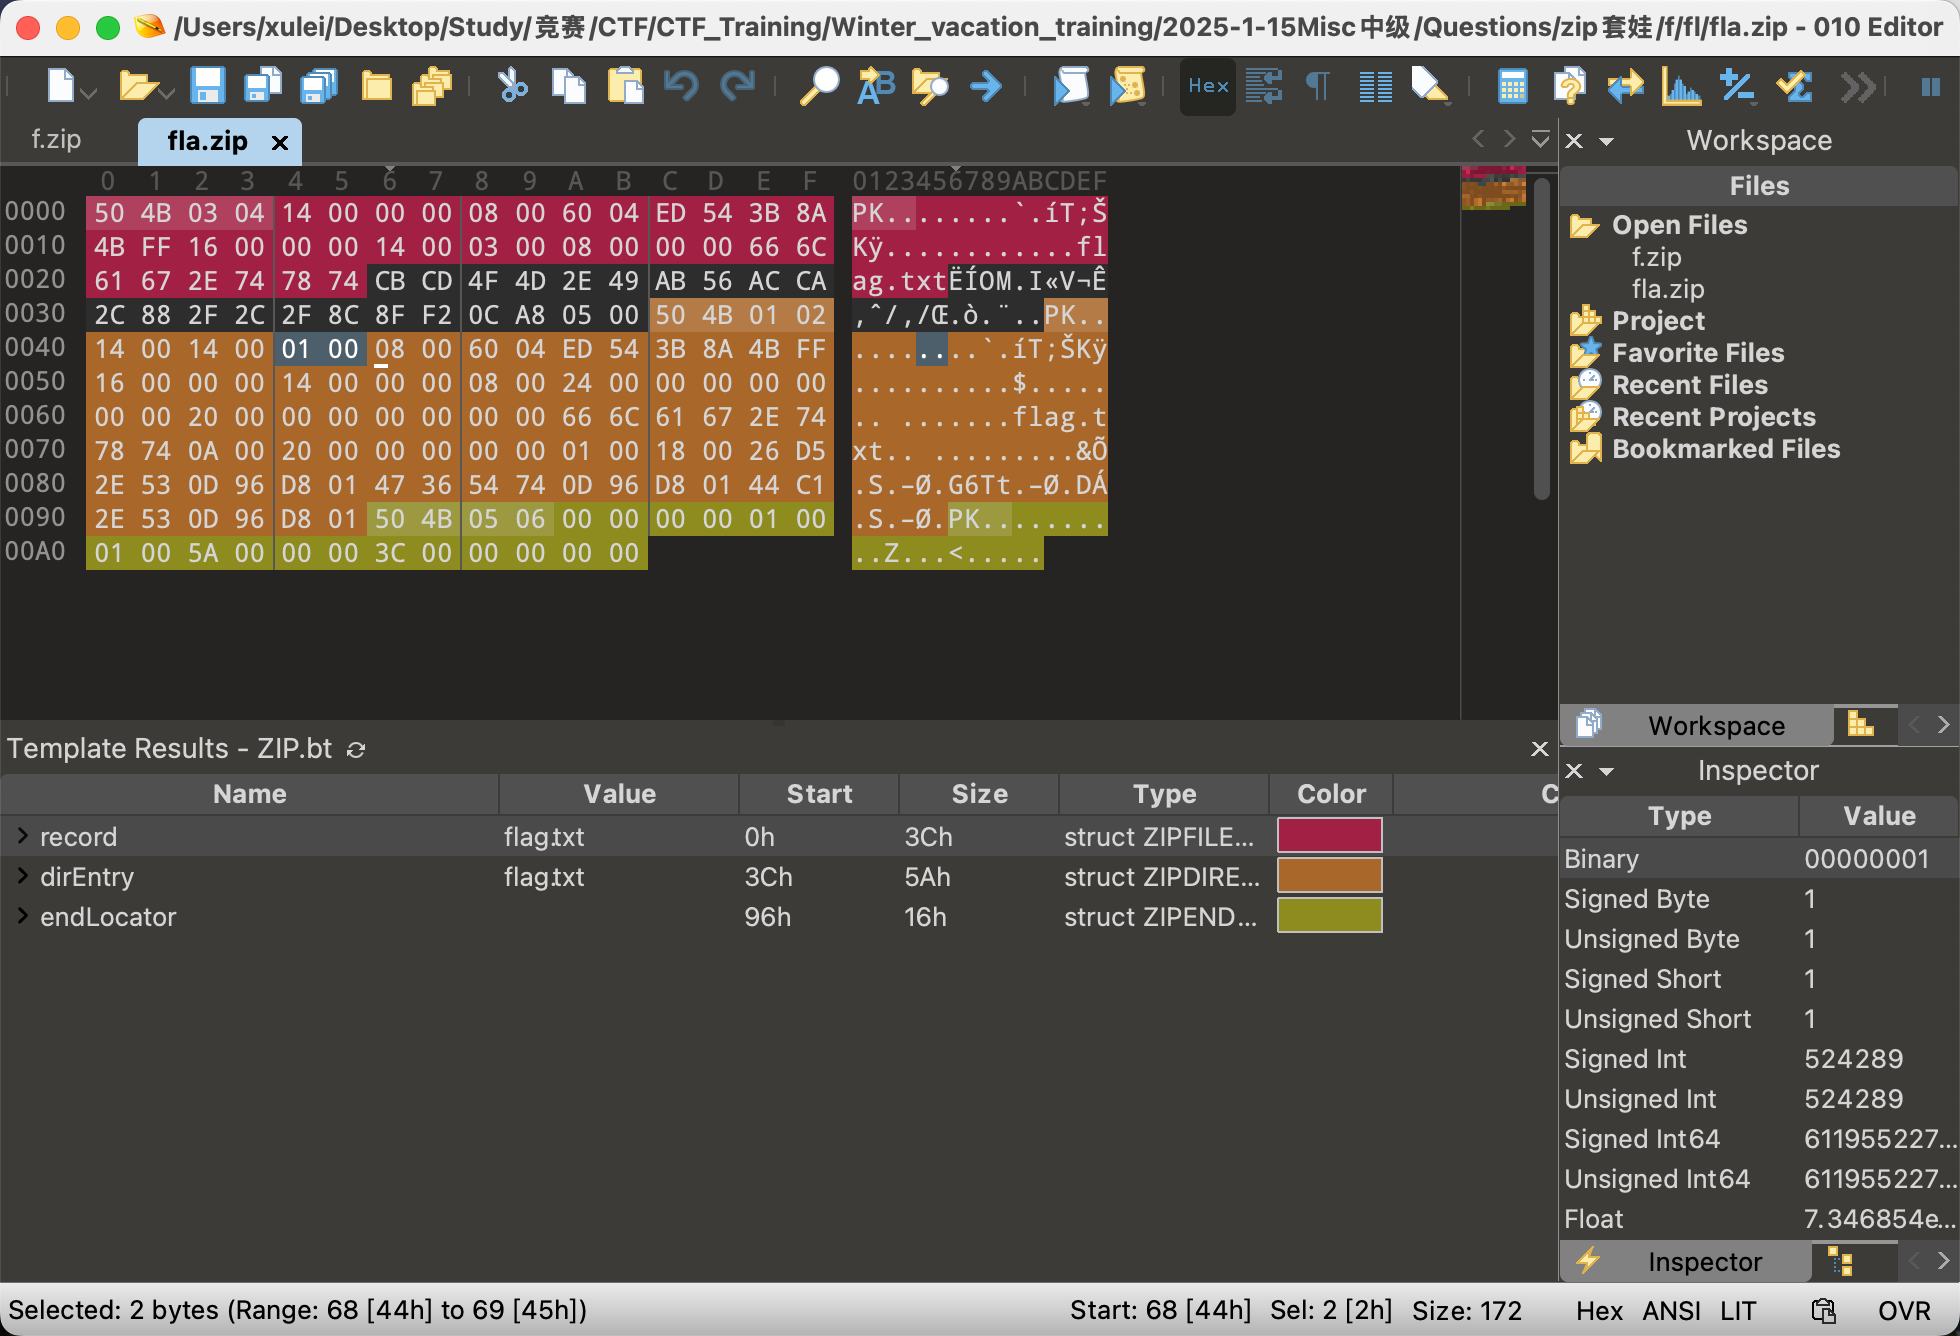 /Users/xulei/Desktop/Study/竞赛/CTF/CTF_Training/Winter_vacation_training/2025-1-15Misc中级/Questions/zip套娃/f/fl/fla.zip - 010 Editor
Hex
f.zip
fla.zip
0 1 2 3 4 5 6 7 8 9 A B C D E F 0123456789ABCDEF
0000 50 4B 03 04 14 00 00 00 08 00 60 04 ED 54 3B 8A PK........`.íT;Š
0010 4B FF 16 00 00 00 14 00 03 00 08 00 00 00 66 6C Kÿ............fl
0020 61 67 2E 74 78 74 CB CD 4F 4D 2E 49 AB 56 AC CA ag.txtËÍOM.I«V¬Ê
0030 2C 88 2F 2C 2F 8C 8F F2 0C A8 05 00 50 4B 01 02 ,ˆ/,/Œ.ò.¨..PK..
0040 14 00 14 00 01 00 08 00 60 04 ED 54 3B 8A 4B FF ........`.íT;ŠKÿ
0050 16 00 00 00 14 00 00 00 08 00 24 00 00 00 00 00 ..........$.....
0060 00 00 20 00 00 00 00 00 00 00 66 6C 61 67 2E 74 .. .......flag.t
0070 78 74 0A 00 20 00 00 00 00 00 01 00 18 00 26 D5 xt.. .........&Õ
0080 2E 53 0D 96 D8 01 47 36 54 74 0D 96 D8 01 44 C1 .S.–Ø.G6Tt.–Ø.DÁ
0090 2E 53 0D 96 D8 01 50 4B 05 06 00 00 00 00 01 00 .S.–Ø.PK........
00A0 01 00 5A 00 00 00 3C 00 00 00 00 00 ..Z...<.....
Workspace
Files
Open Files
f.zip
fla.zip
Project
Favorite Files
Recent Files
Recent Projects
Bookmarked Files
Workspace
Template Results - ZIP.bt
Name Value Start Size Type Color C
record flag.txt 0h 3Ch struct ZIPFILE...
dirEntry flag.txt 3Ch 5Ah struct ZIPDIRE...
endLocator 96h 16h struct ZIPEND...
Inspector
Type Value
Binary 00000001
Signed Byte 1
Unsigned Byte 1
Signed Short 1
Unsigned Short 1
Signed Int 524289
Unsigned Int 524289
Signed Int64 611955227...
Unsigned Int64 611955227...
Float 7.346854e...
Inspector
Selected: 2 bytes (Range: 68 [44h] to 69 [45h]) Start: 68 [44h] Sel: 2 [2h] Size: 172 Hex ANSI LIT OVR